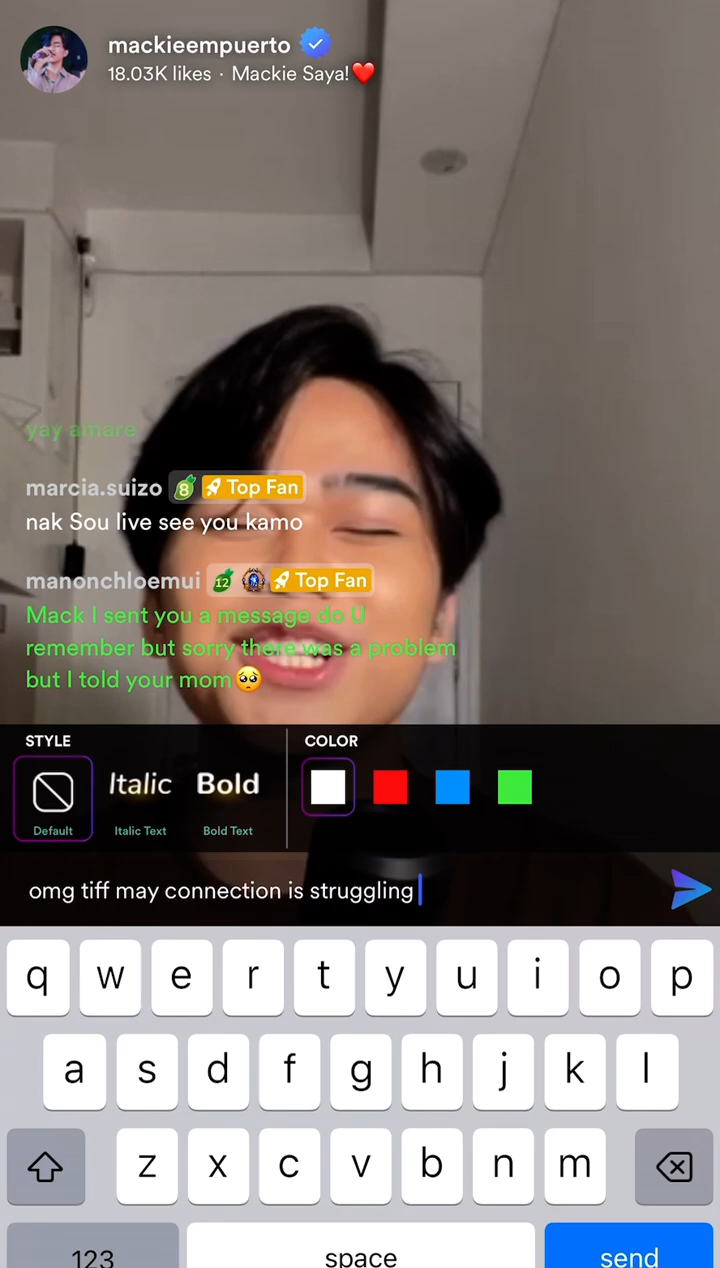 mackieempuerto
18.03K likes · Mackie Saya!❤️
yay amare
marcia.suizo 8 Top Fan
nak Sou live see you kamo
manonchloemui 12 Top Fan
Mack I sent you a message do U
remember but sorry there was a problem
but I told your mom🥺
STYLE
COLOR
Italic
Bold
Default
Italic Text
Bold Text
omg tiff may connection is struggling
q w e r t y u i o p
a s d f g h j k l
z x c v b n m
123 space send